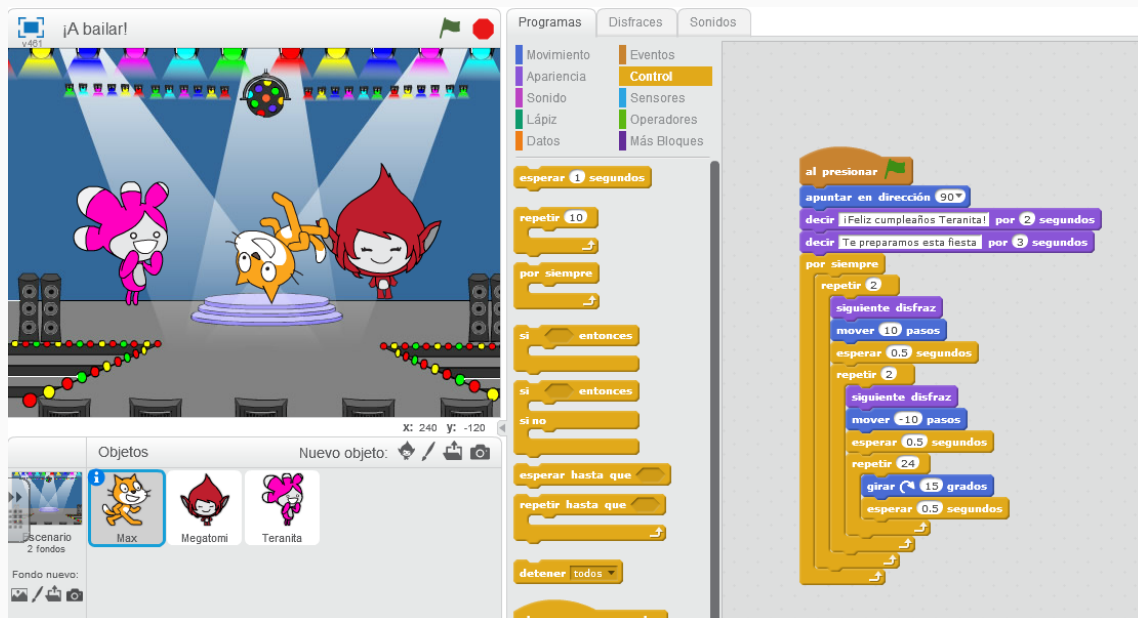 ¡A bailar!
v461
X: 240 y: -120
Objetos
Nuevo objeto:
Escenario
2 fondos
Fondo nuevo:
Max
Megatomi
Teranita
Programas
Disfraces
Sonidos
Movimiento
Apariencia
Sonido
Lápiz
Datos
Eventos
Control
Sensores
Operadores
Más Bloques
esperar 1 segundos
repetir 10
por siempre
si entonces
si entonces
si no
esperar hasta que
repetir hasta que
detener todos
al presionar
apuntar en dirección 90
decir ¡Feliz cumpleaños Teranita! por 2 segundos
decir Te preparamos esta fiesta por 3 segundos
por siempre
repetir 2
siguiente disfraz
mover 10 pasos
esperar 0.5 segundos
repetir 2
siguiente disfraz
mover -10 pasos
esperar 0.5 segundos
repetir 24
girar 15 grados
esperar 0.5 segundos